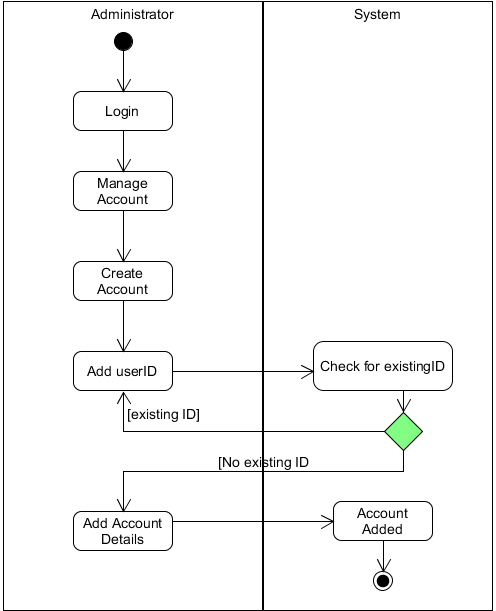 Administrator
System
Login
Manage
Account
Create
Account
Add userID
Check for existingID
[existing ID]
[No existing ID
Add Account
Details
Account
Added